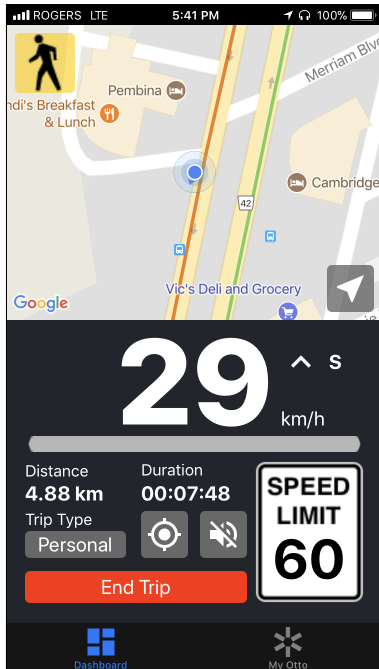 ROGERS LTE 5:41 PM 100%
Merriam Blv
Pembina
ndi's Breakfast
& Lunch
Cambridge
42
Vic's Deli and Grocery
Google
29 km/h
S
Distance
4.88 km
Duration
00:07:48
Trip Type
Personal
End Trip
SPEED
LIMIT
60
Dashboard
My Otto